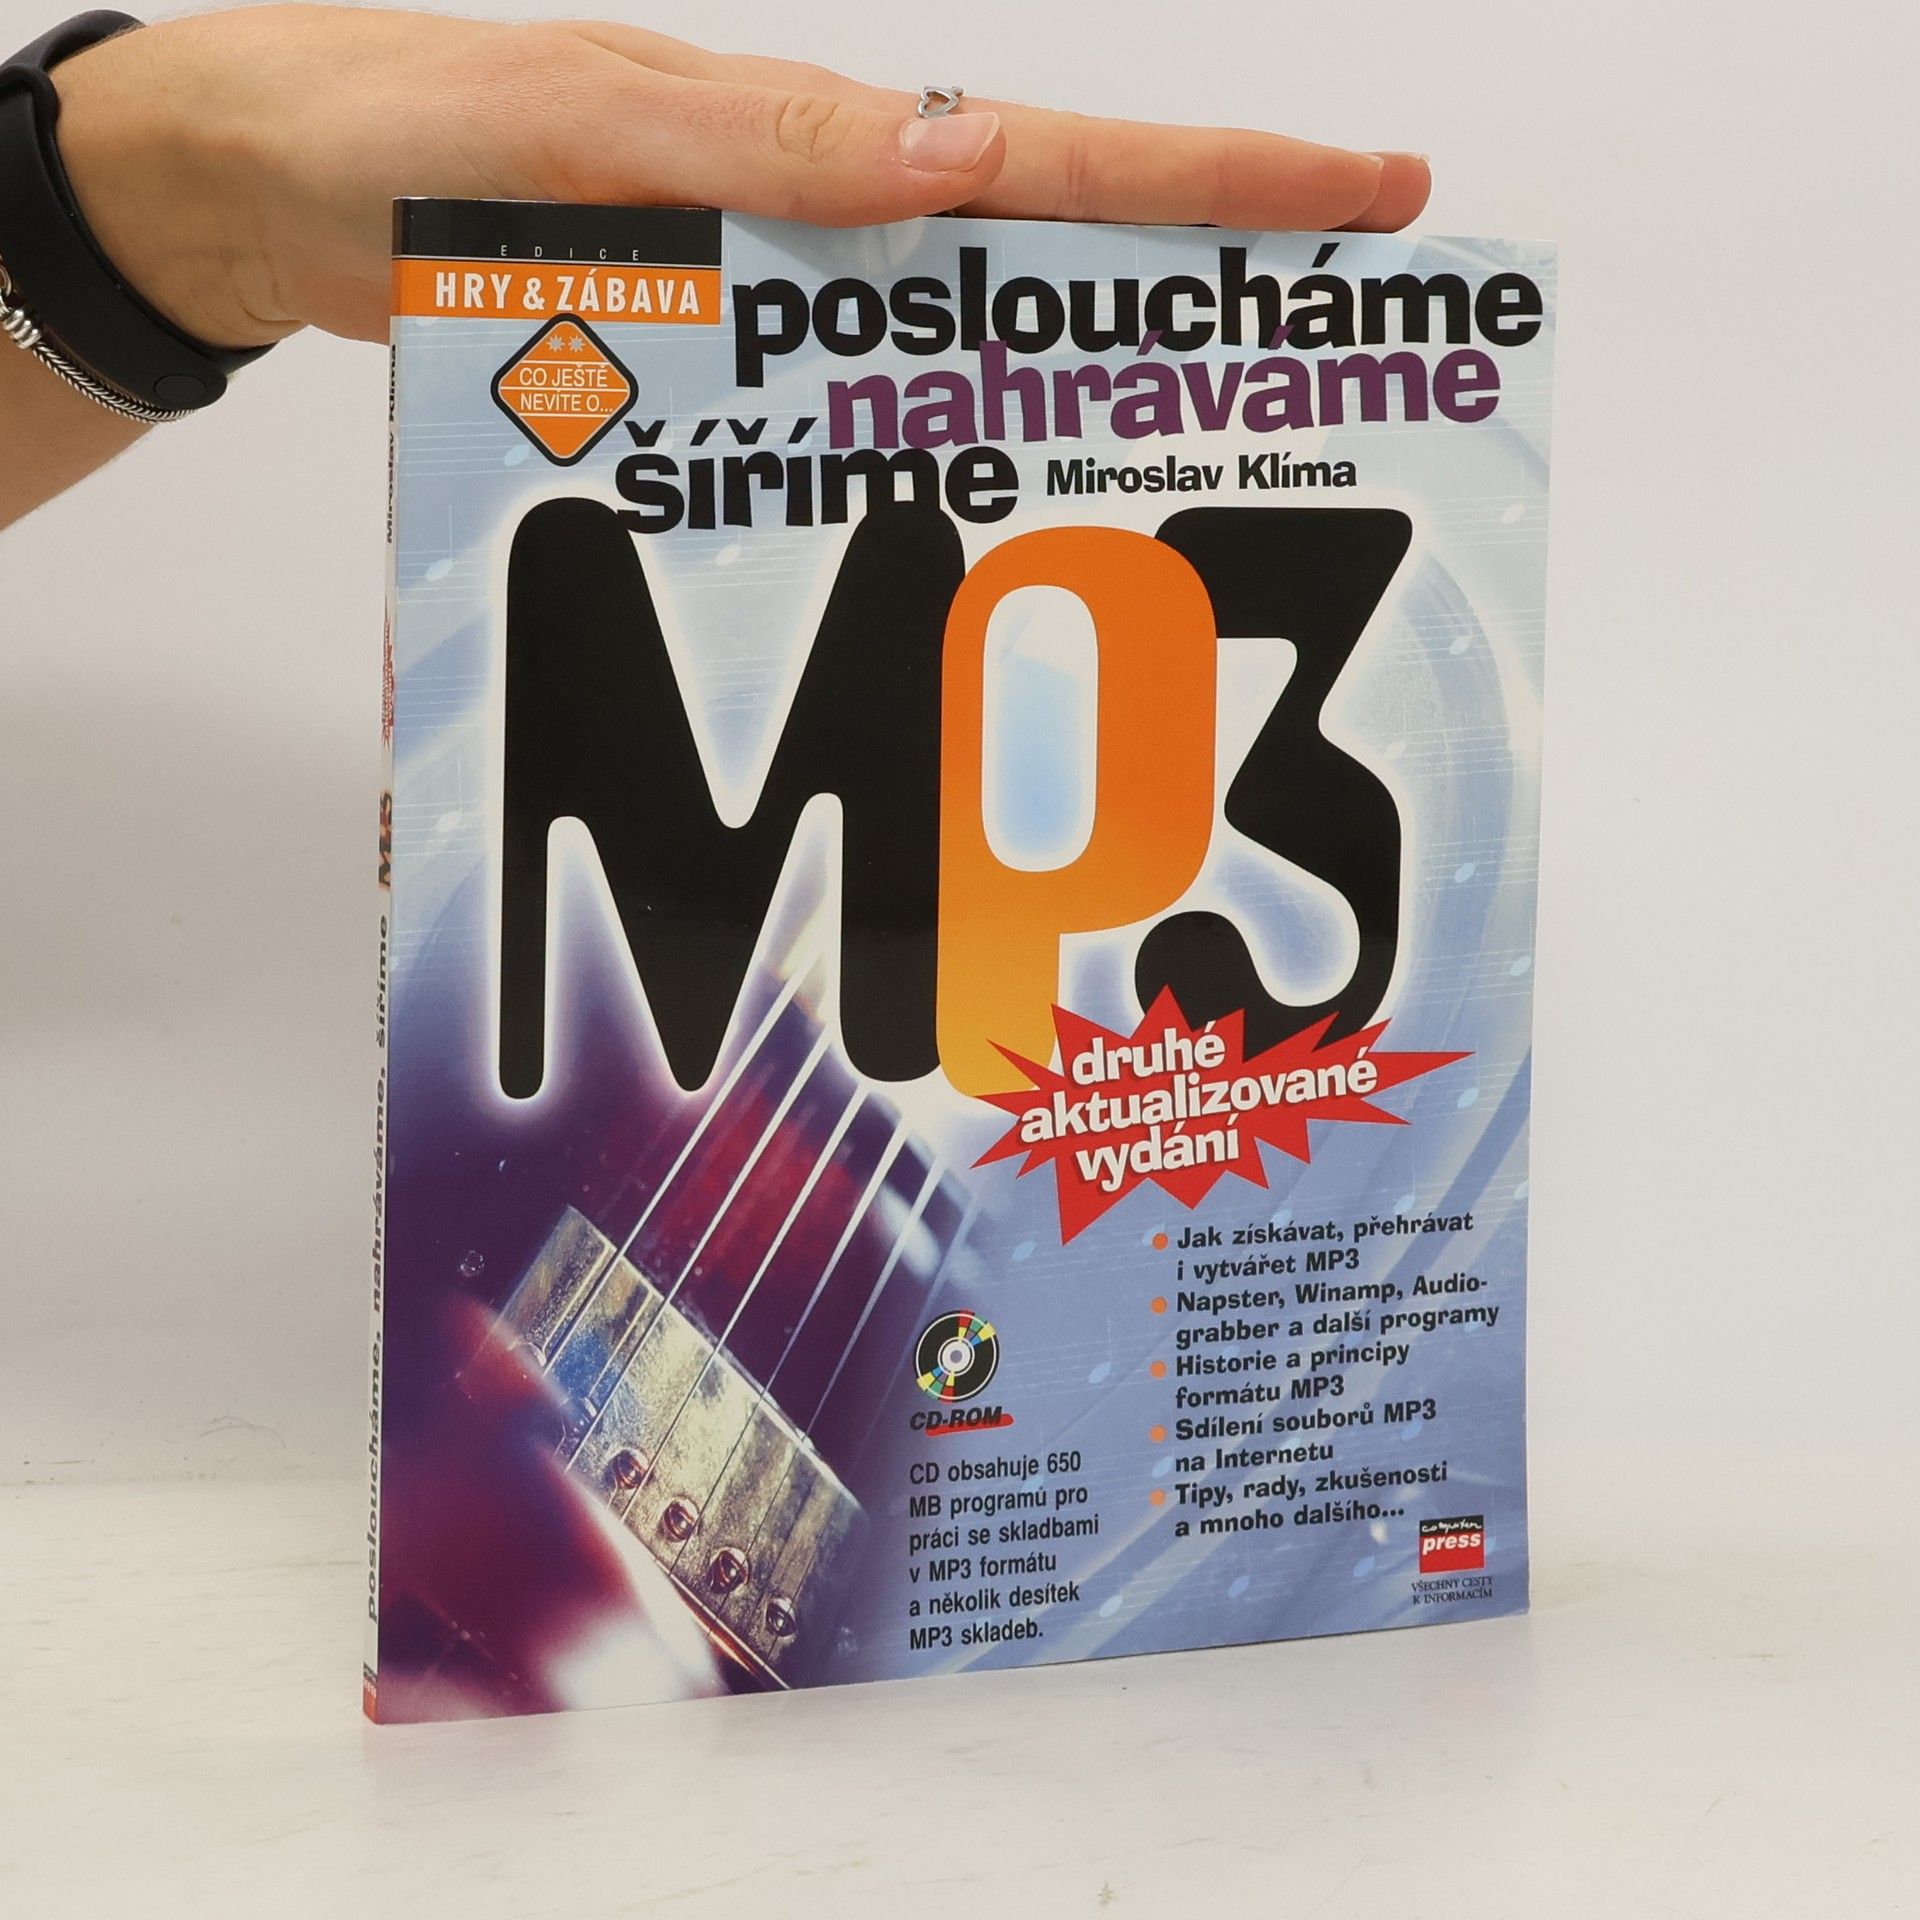 EDICE
HRY & ZÁBAVA
CO JEŠTĚ
NEVÍTE O...
posloucháme
nahráváme
šíříme
Miroslav Klíma
MP3
druhé
aktualizované
vydání
Jak získávat, přehrávat
i vytvářet MP3
Napster, Winamp, Audio-
grabber a další programy
Historie a principy
formátu MP3
Sdílení souborů MP3
na Internetu
Tipy, rady, zkušenosti
a mnoho dalšího...
CD-ROM
CD obsahuje 650
MB programů pro
práci se skladbami
v MP3 formátu
a několik desítek
MP3 skladeb.
computer
press
VŠECHNY CESTY
K INFORMACÍM
Miroslav Klíma
posloucháme, nahráváme, šíříme MP3